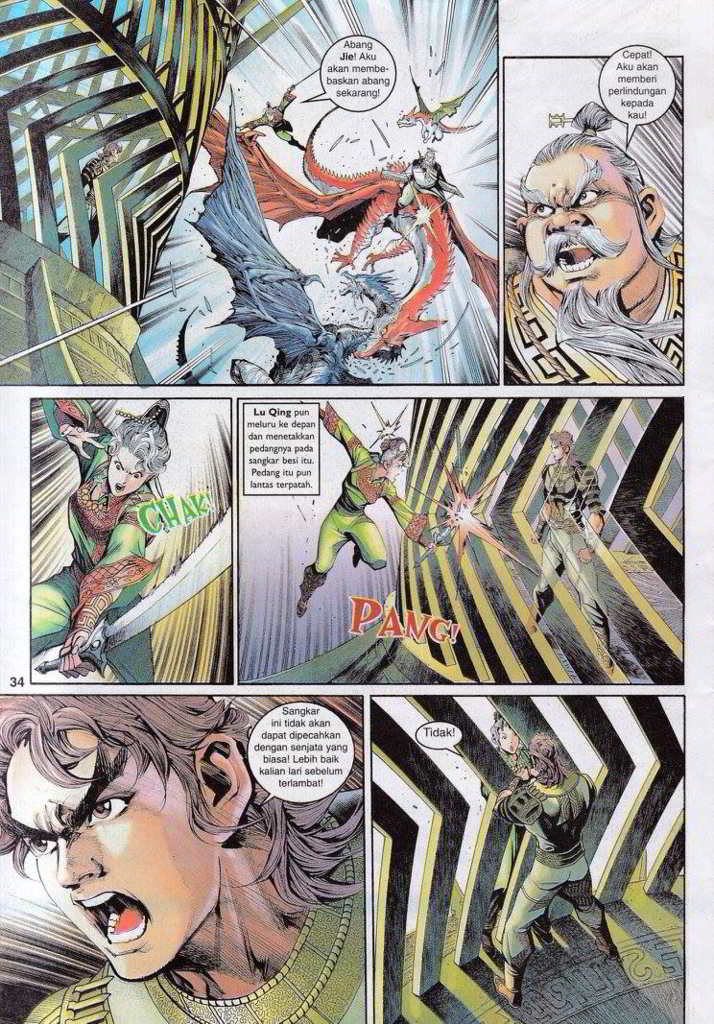 Abang
Jie! Aku
akan membe-
baskan abang
sekarang!
Cepat!
Aku akan
memberi
perlindungan
kepada
kau!
CHAK!
Lu Qing pun
meluru ke depan
dan menetakkan
pedangnya pada
sangkar besi itu.
Pedang itu pun
lantas terpatah.
PANG!
34
Sangkar
ini tidak akan
dapat dipecahkan
dengan senjata yang
biasa! Lebih baik
kalian lari sebelum
terlambat!
Tidak!